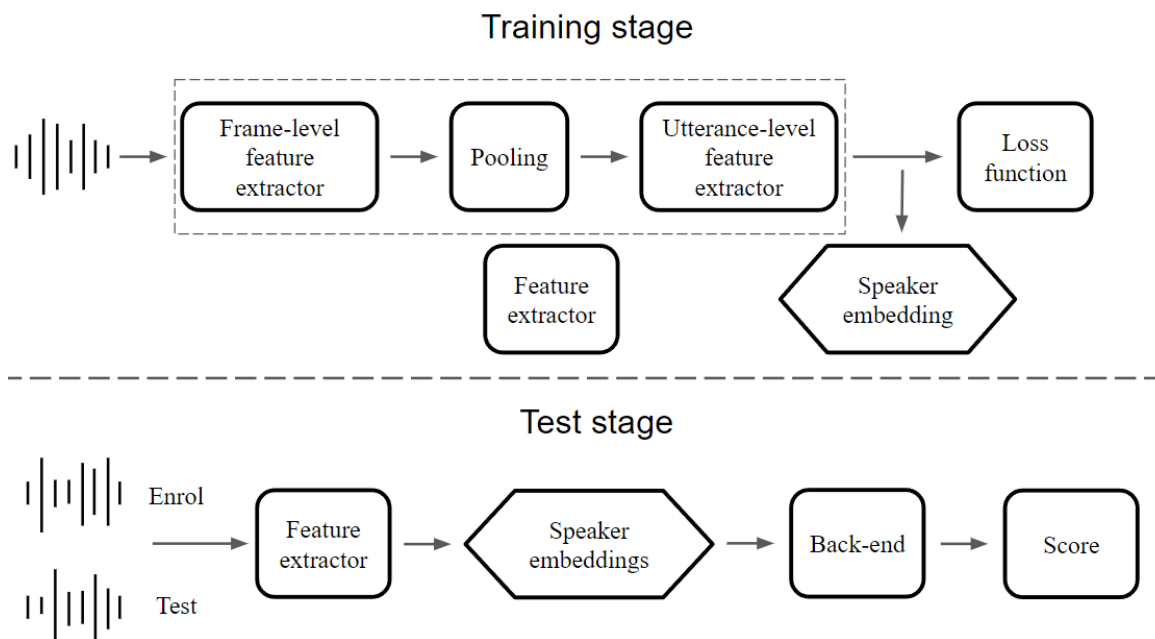 Training stage
Frame-level
feature
extractor
Pooling
Utterance-level
feature
extractor
Loss
function
Feature
extractor
Speaker
embedding
Test stage
Enrol
Test
Feature
extractor
Speaker
embeddings
Back-end
Score